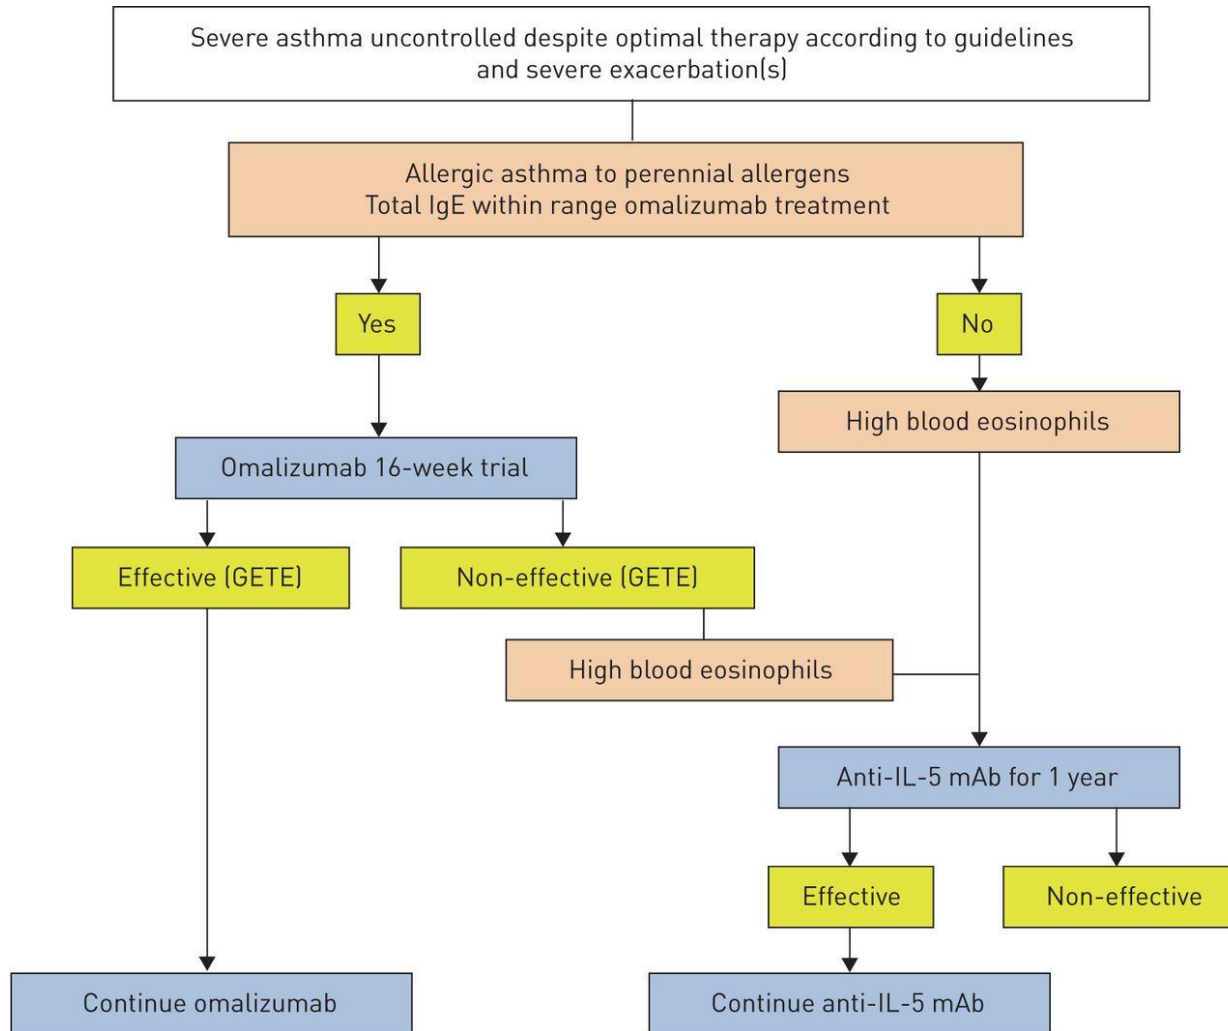 Severe asthma uncontrolled despite optimal therapy according to guidelines
and severe exacerbation(s)
Allergic asthma to perennial allergens
Total IgE within range omalizumab treatment
Yes
No
High blood eosinophils
Omalizumab 16-week trial
Effective (GETE)
Non-effective (GETE)
High blood eosinophils
Anti-IL-5 mAb for 1 year
Effective
Non-effective
Continue omalizumab
Continue anti-IL-5 mAb